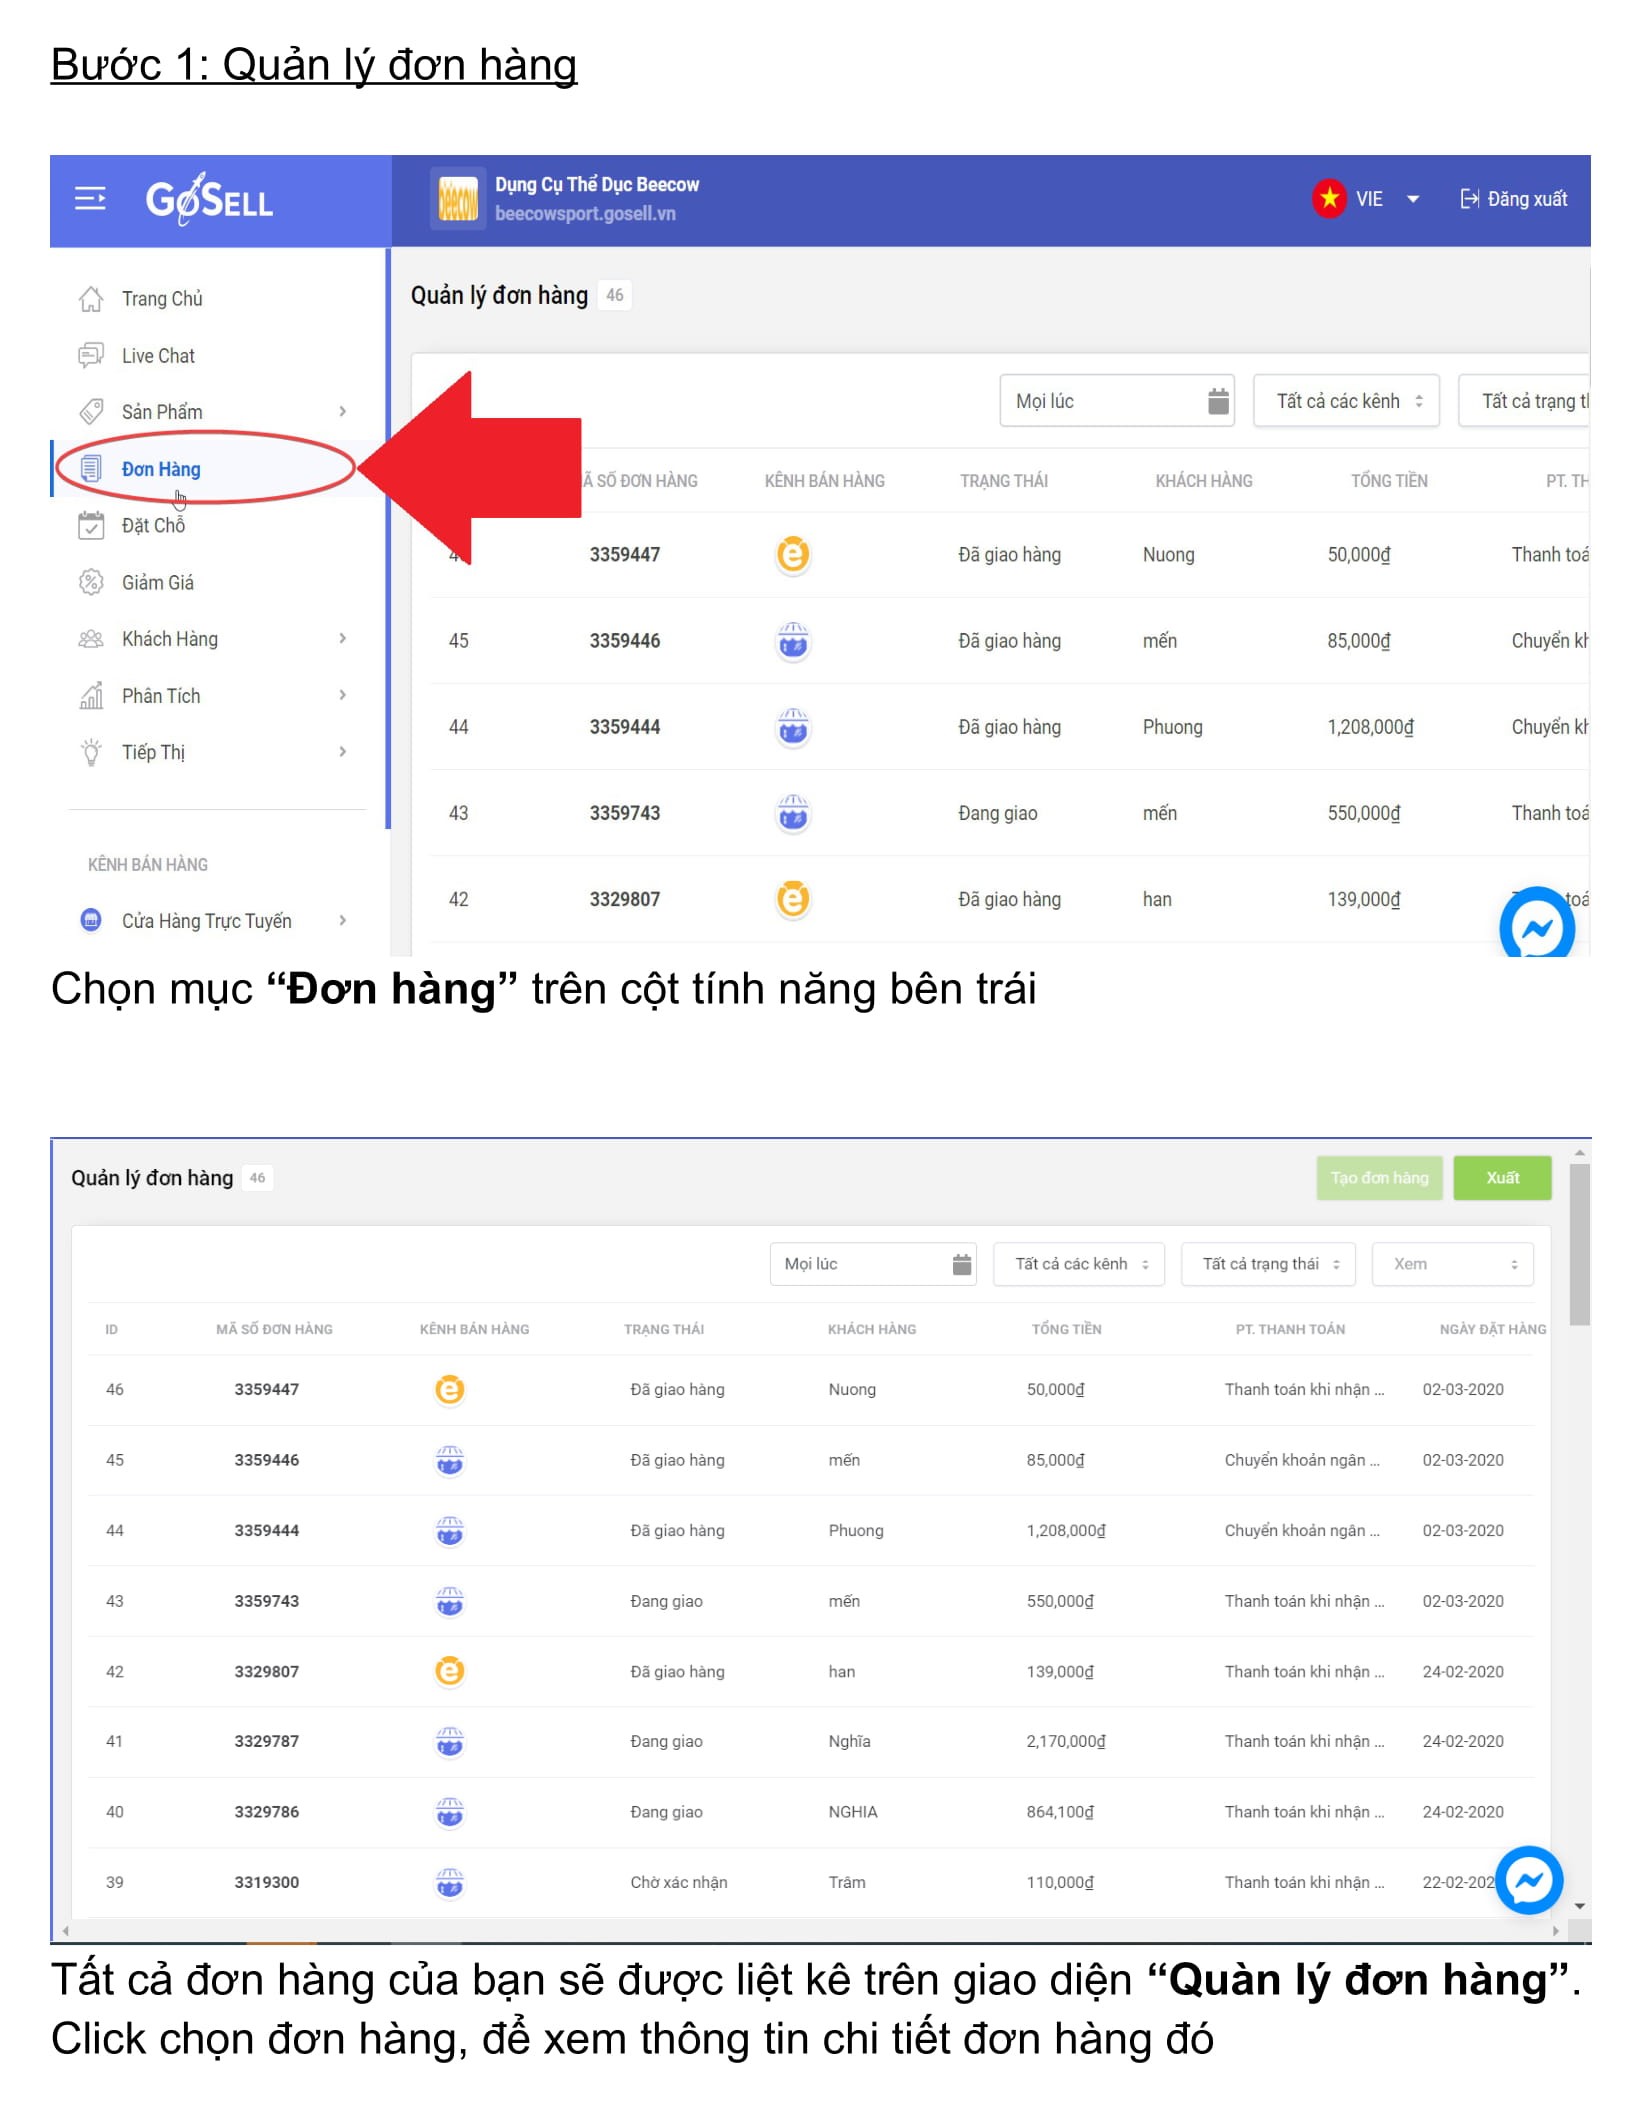 Bước 1: Quản lý đơn hàng
GoSELL
Dụng Cụ Thể Dục Beecow
beecowsport.gosell.vn
beecow
VIE
Đăng xuất
Trang Chủ
Live Chat
Sản Phẩm
Đơn Hàng
Đặt Chỗ
Giảm Giá
Khách Hàng
Phân Tích
Tiếp Thị
KÊNH BÁN HÀNG
Cửa Hàng Trực Tuyến
Quản lý đơn hàng 46
Mọi lúc Tất cả các kênh Tất cả trạng
SỐ ĐƠN HÀNG KÊNH BÁN HÀNG TRẠNG THÁI KHÁCH HÀNG TỔNG TIỀN PT.
3359447 Đã giao hàng Nuong 50,000₫ Thanh
45 3359446 Đã giao hàng mến 85,000₫ Chuyển
44 3359444 Đã giao hàng Phuong 1,208,000₫ Chuyển
43 3359743 Đang giao mến 550,000₫ Thanh
42 3329807 Đã giao hàng han 139,000₫
Chọn mục “Đơn hàng” trên cột tính năng bên trái
Quản lý đơn hàng 46
Tạo đơn hàng Xuất
Mọi lúc Tất cả các kênh Tất cả trạng thái Xem
ID MÃ SỐ ĐƠN HÀNG KÊNH BÁN HÀNG TRẠNG THÁI KHÁCH HÀNG TỔNG TIỀN PT. THANH TOÁN NGÀY ĐẶT HÀNG
46 3359447 Đã giao hàng Nuong 50,000₫ Thanh toán khi nhận ... 02-03-2020
45 3359446 Đã giao hàng mến 85,000₫ Chuyển khoản ngân ... 02-03-2020
44 3359444 Đã giao hàng Phuong 1,208,000₫ Chuyển khoản ngân ... 02-03-2020
43 3359743 Đang giao mến 550,000₫ Thanh toán khi nhận ... 02-03-2020
42 3329807 Đã giao hàng han 139,000₫ Thanh toán khi nhận ... 24-02-2020
41 3329787 Đang giao Nghĩa 2,170,000₫ Thanh toán khi nhận ... 24-02-2020
40 3329786 Đang giao NGHIA 864,100₫ Thanh toán khi nhận ... 24-02-2020
39 3319300 Chờ xác nhận Trâm 110,000₫ Thanh toán khi nhận ... 22-02-202
Tất cả đơn hàng của bạn sẽ được liệt kê trên giao diện “Quàn lý đơn hàng”.
Click chọn đơn hàng, để xem thông tin chi tiết đơn hàng đó